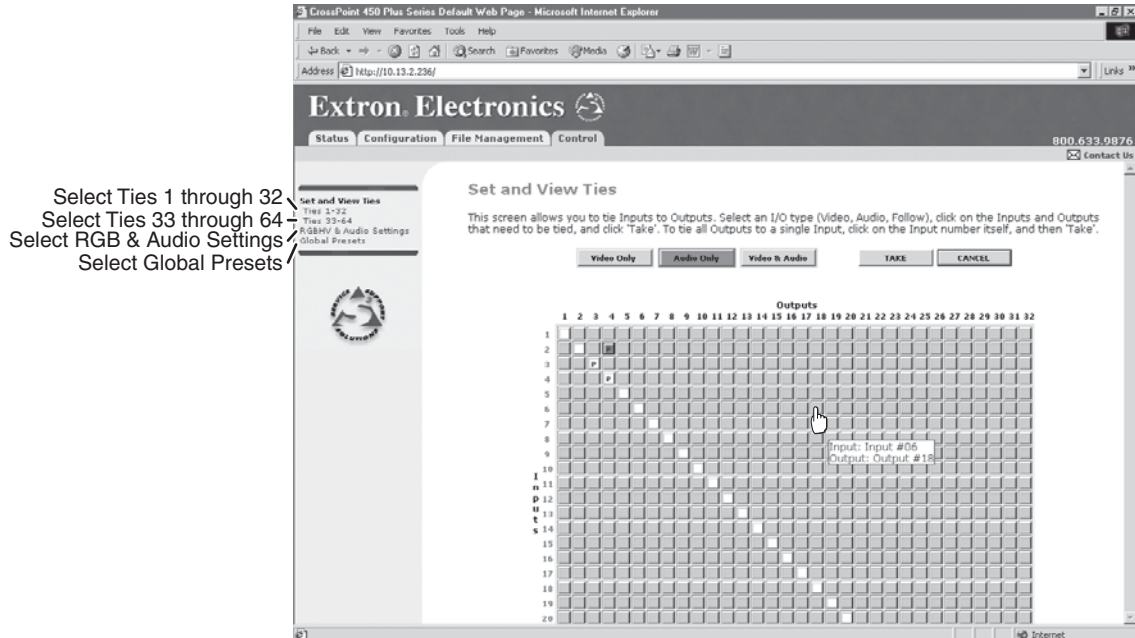 CrossPoint 450 Plus Series Default Web Page - Microsoft Internet Explorer
File Edit View Favorites Tools Help
Back Search Favorites Media
Address http://10.13.2.236/ Links »
Extron® Electronics
Status Configuration File Management Control
800.633.9876
Contact Us
Select Ties 1 through 32
Select Ties 33 through 64
Select RGB & Audio Settings
Select Global Presets
Set and View Ties
Ties 1-32
Ties 33-64
RGBHV & Audio Settings
Global Presets
SERVICE SUPPORT SOLUTIONS
Set and View Ties
This screen allows you to tie Inputs to Outputs. Select an I/O type (Video, Audio, Follow), click on the Inputs and Outputs
that need to be tied, and click 'Take'. To tie all Outputs to a single Input, click on the Input number itself, and then 'Take'.
Video Only Audio Only Video & Audio TAKE CANCEL
Outputs
1 2 3 4 5 6 7 8 9 10 11 12 13 14 15 16 17 18 19 20 21 22 23 24 25 26 27 28 29 30 31 32
Inputs
1
2
3 P
4 P
5
6
7
8
9
10
11
12
13
14
15
16
17
18
19
20
Input: Input #06
Output: Output #18
Internet